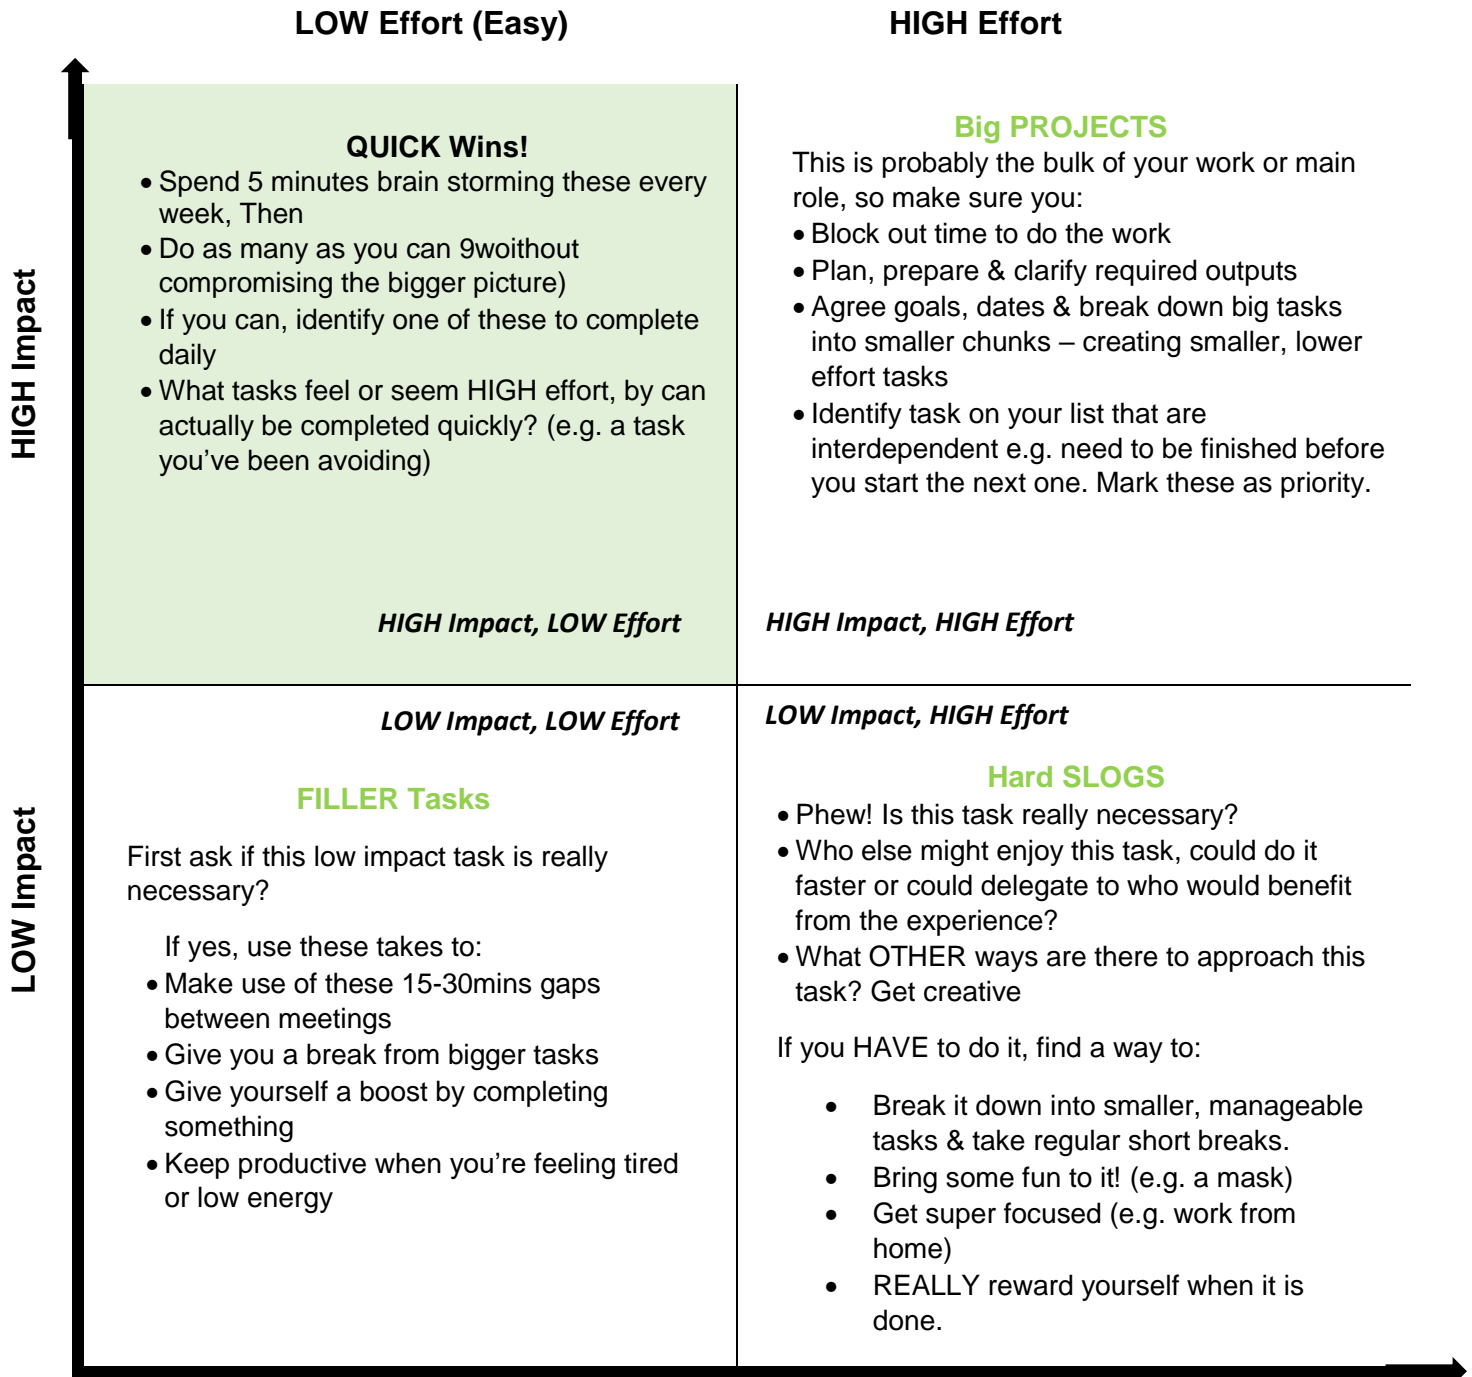 LOW Effort (Easy)
HIGH Effort
HIGH Impact
QUICK Wins!
• Spend 5 minutes brain storming these every
week, Then
• Do as many as you can 9woithout
compromising the bigger picture)
• If you can, identify one of these to complete
daily
• What tasks feel or seem HIGH effort, by can
actually be completed quickly? (e.g. a task
you’ve been avoiding)
HIGH Impact, LOW Effort
Big PROJECTS
This is probably the bulk of your work or main
role, so make sure you:
• Block out time to do the work
• Plan, prepare & clarify required outputs
• Agree goals, dates & break down big tasks
into smaller chunks – creating smaller, lower
effort tasks
• Identify task on your list that are
interdependent e.g. need to be finished before
you start the next one. Mark these as priority.
HIGH Impact, HIGH Effort
LOW Impact
LOW Impact, LOW Effort
FILLER Tasks
First ask if this low impact task is really
necessary?
If yes, use these takes to:
• Make use of these 15-30mins gaps
between meetings
• Give you a break from bigger tasks
• Give yourself a boost by completing
something
• Keep productive when you’re feeling tired
or low energy
LOW Impact, HIGH Effort
Hard SLOGS
• Phew! Is this task really necessary?
• Who else might enjoy this task, could do it
faster or could delegate to who would benefit
from the experience?
• What OTHER ways are there to approach this
task? Get creative
If you HAVE to do it, find a way to:
• Break it down into smaller, manageable
tasks & take regular short breaks.
• Bring some fun to it! (e.g. a mask)
• Get super focused (e.g. work from
home)
• REALLY reward yourself when it is
done.